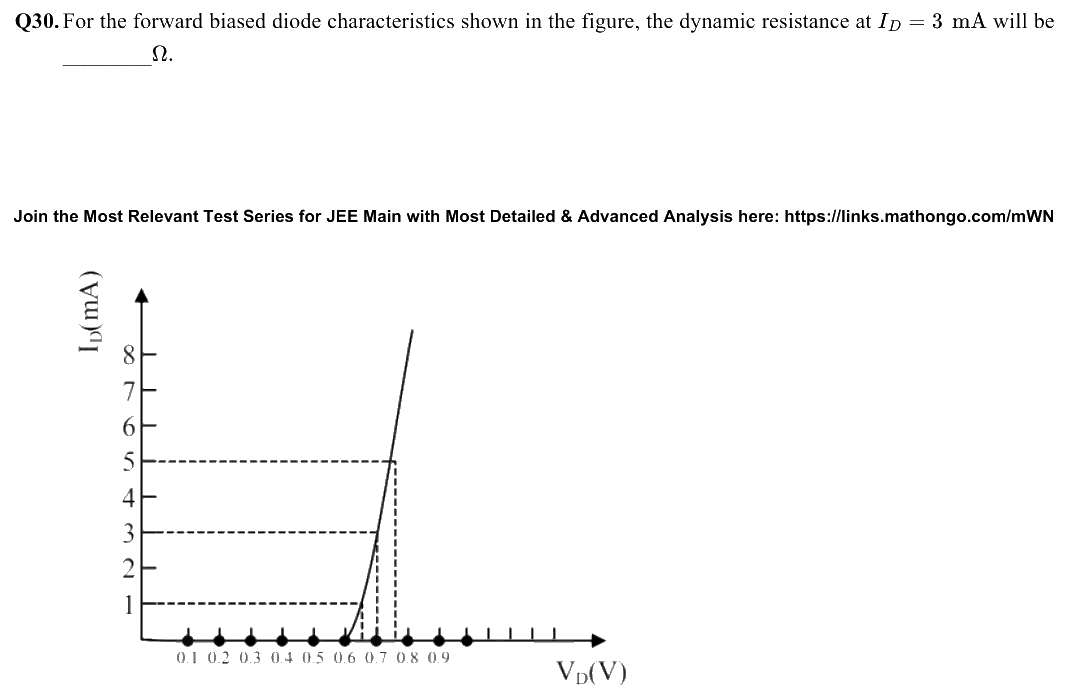 Q30. For the forward biased diode characteristics shown in the figure, the dynamic resistance at I_D = 3 mA will be
________Ω.
Join the Most Relevant Test Series for JEE Main with Most Detailed & Advanced Analysis here: https://links.mathongo.com/mWN
I_D(mA)
8
7
6
5
4
3
2
1
0.1 0.2 0.3 0.4 0.5 0.6 0.7 0.8 0.9
V_D(V)